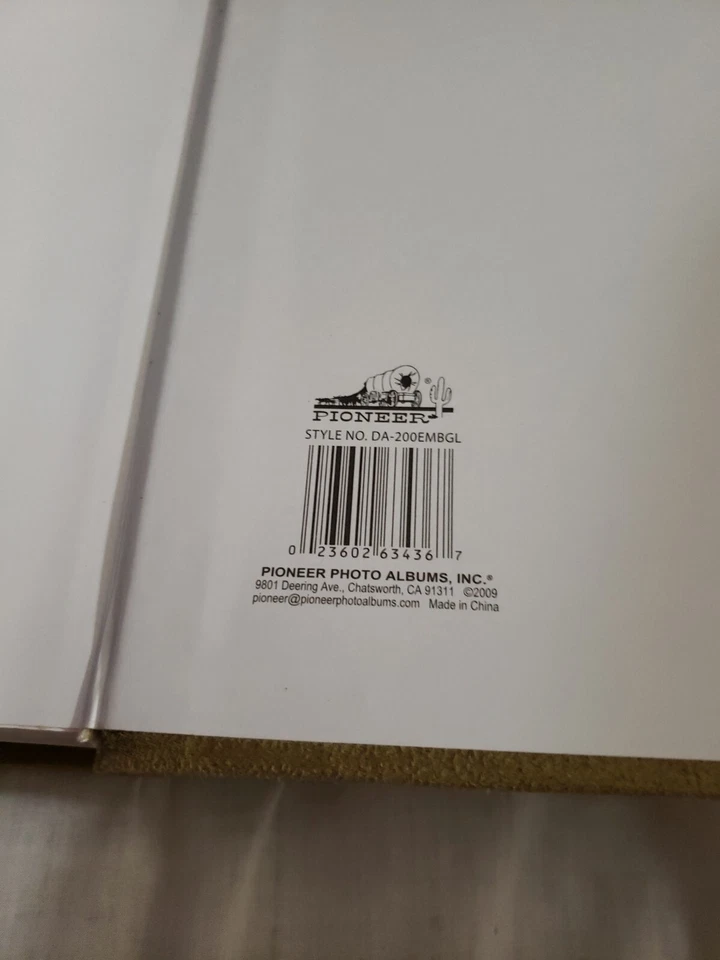 ®
PIONEER
STYLE NO. DA-200EMBGL
0 23602 63436 7
PIONEER PHOTO ALBUMS, INC.®
9801 Deering Ave., Chatsworth, CA 91311 ©2009
pioneer@pioneerphotoalbums.com Made in China